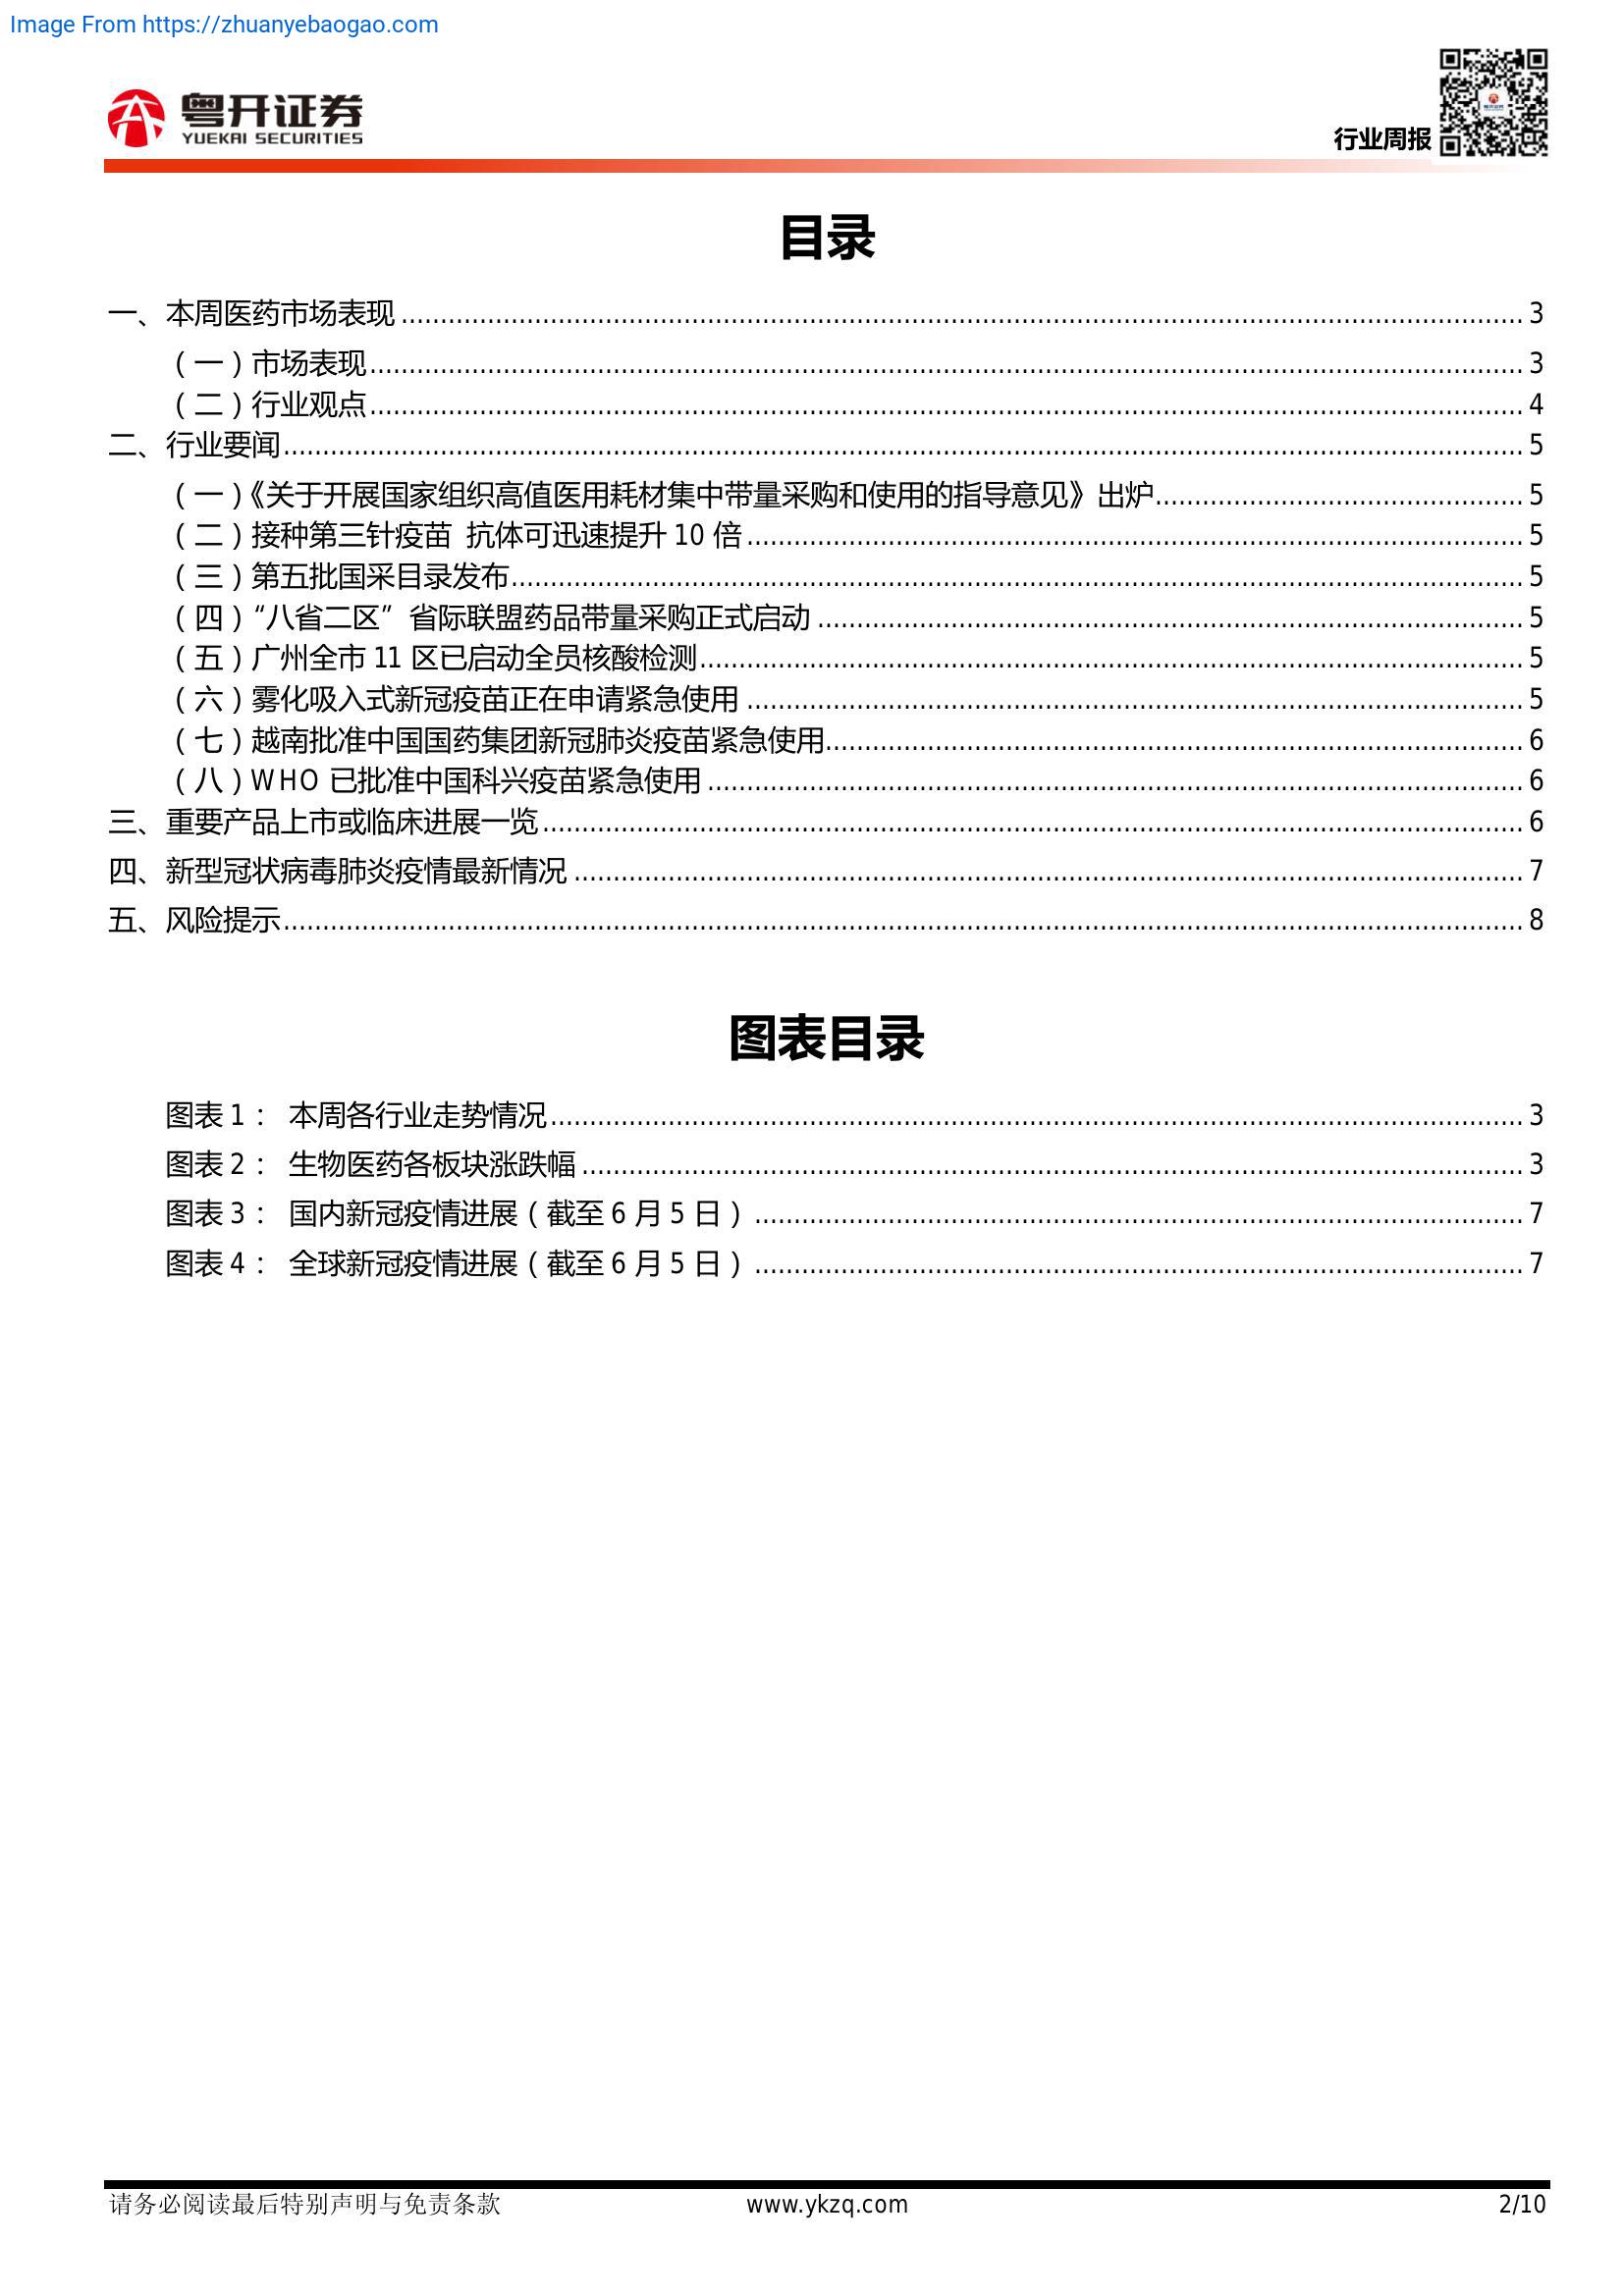 Image From https://zhuanyebaogao.com
粤开证券
YUEKAI SECURITIES
行业周报
目录
一、本周医药市场表现........ 3
（一）市场表现........ 3
（二）行业观点........ 4
二、行业要闻........ 5
（一）《关于开展国家组织高值医用耗材集中带量采购和使用的指导意见》出炉........ 5
（二）接种第三针疫苗 抗体可迅速提升 10 倍........ 5
（三）第五批国采目录发布........ 5
（四）“八省二区”省际联盟药品带量采购正式启动........ 5
（五）广州全市 11 区已启动全员核酸检测........ 5
（六）雾化吸入式新冠疫苗正在申请紧急使用........ 5
（七）越南批准中国国药集团新冠肺炎疫苗紧急使用........ 6
（八）WHO 已批准中国科兴疫苗紧急使用........ 6
三、重要产品上市或临床进展一览........ 6
四、新型冠状病毒肺炎疫情最新情况........ 7
五、风险提示........ 8
图表目录
图表 1： 本周各行业走势情况........ 3
图表 2： 生物医药各板块涨跌幅........ 3
图表 3： 国内新冠疫情进展（截至 6 月 5 日）........ 7
图表 4： 全球新冠疫情进展（截至 6 月 5 日）........ 7
请务必阅读最后特别声明与免责条款 www.ykzq.com 2/10